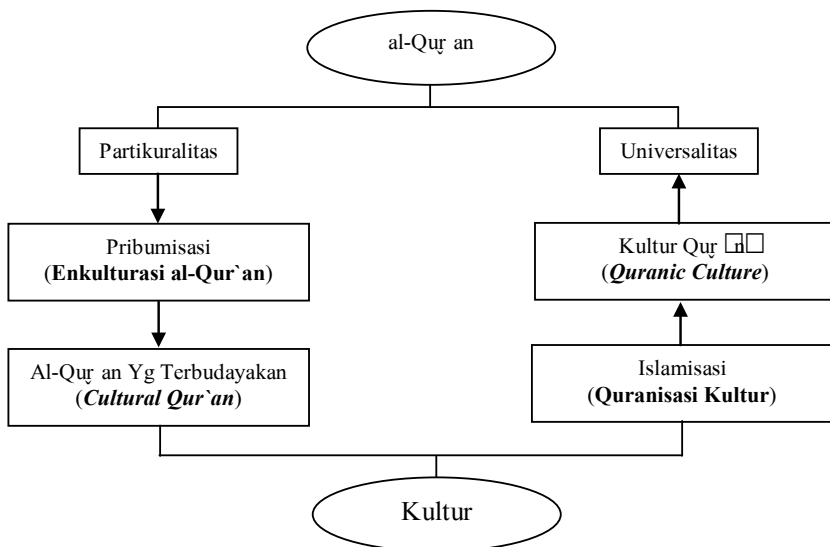 al-Qur̬ an
Partikuralitas
Universalitas
Pribumisasi
(Enkulturasi al-Qur`an)
Kultur Qur̬ □n□
(Quranic Culture)
Al-Qur̬ an Yg Terbudayakan
(Cultural Qur`an)
Islamisasi
(Quranisasi Kultur)
Kultur